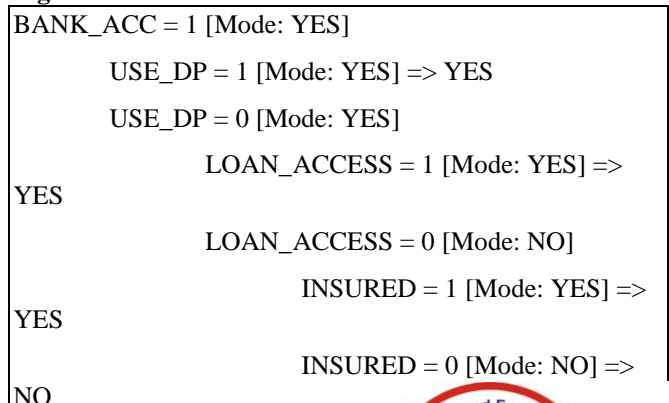 BANK_ACC = 1 [Mode: YES]
USE_DP = 1 [Mode: YES] => YES
USE_DP = 0 [Mode: YES]
LOAN_ACCESS = 1 [Mode: YES] =>
YES
LOAN_ACCESS = 0 [Mode: NO]
INSURED = 1 [Mode: YES] =>
YES
INSURED = 0 [Mode: NO] =>
NO